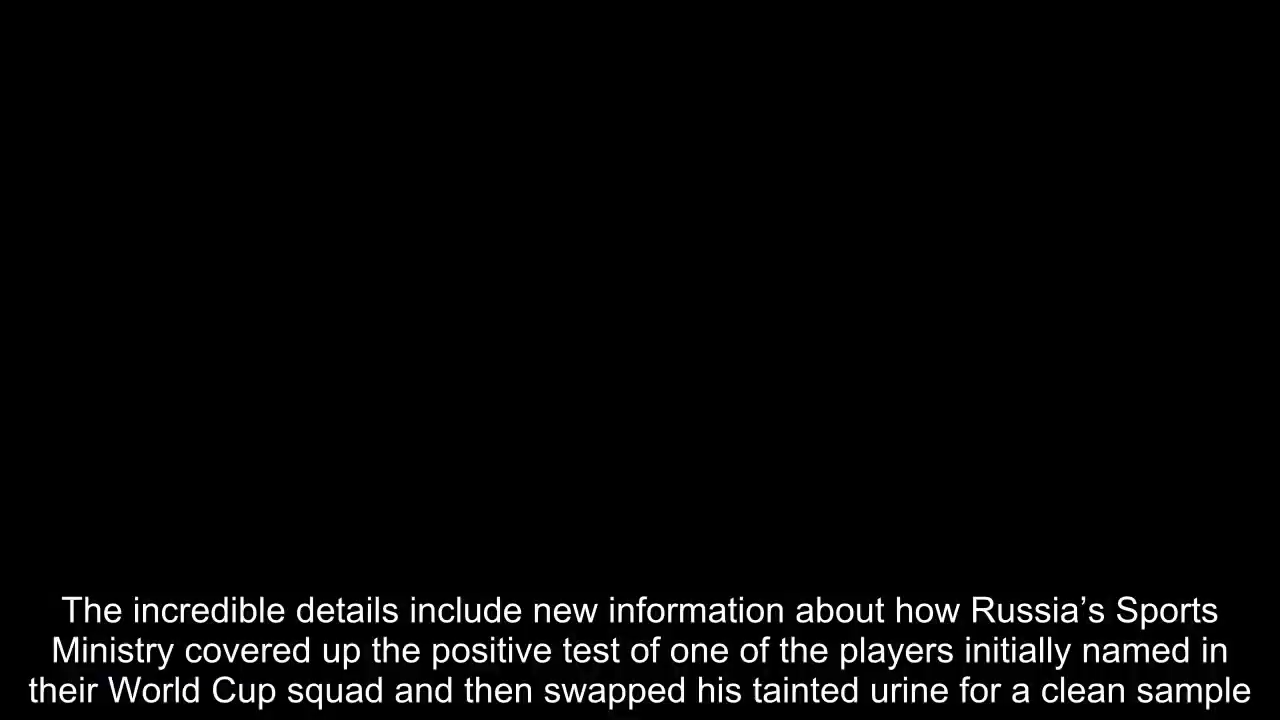 The incredible details include new information about how Russia’s Sports
Ministry covered up the positive test of one of the players initially named in
their World Cup squad and then swapped his tainted urine for a clean sample